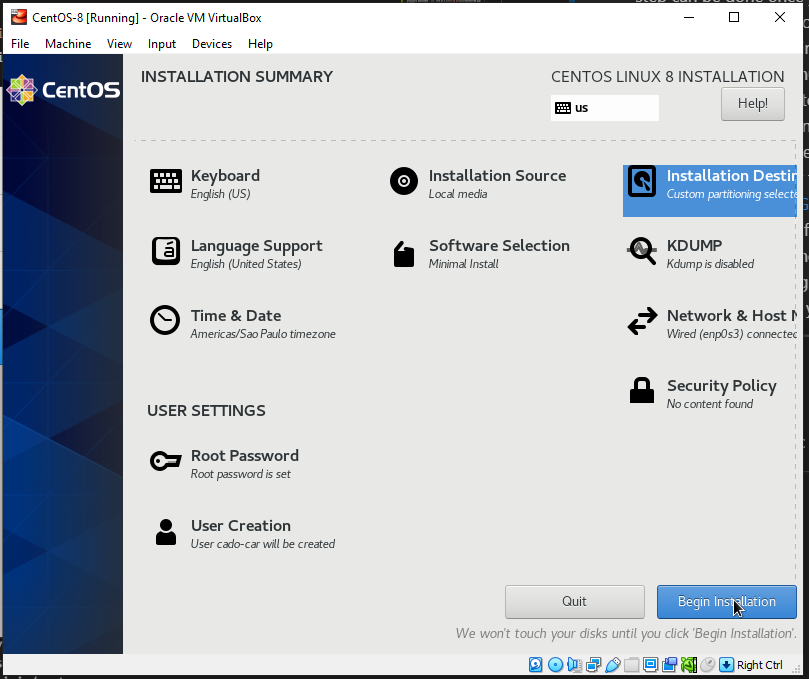 CentOS-8 [Running] - Oracle VM VirtualBox
File Machine View Input Devices Help
CentOS
INSTALLATION SUMMARY
CENTOS LINUX 8 INSTALLATION
us
Help!
Keyboard
English (US)
Installation Source
Local media
Installation Destin
Custom partitioning selecte
Language Support
English (United States)
Software Selection
Minimal Install
KDUMP
Kdump is disabled
Time & Date
Americas/Sao Paulo timezone
Network & Host N
Wired (enp0s3) connected
Security Policy
No content found
USER SETTINGS
Root Password
Root password is set
User Creation
User cado-car will be created
Quit
Begin Installation
We won't touch your disks until you click 'Begin Installation'.
Right Ctrl